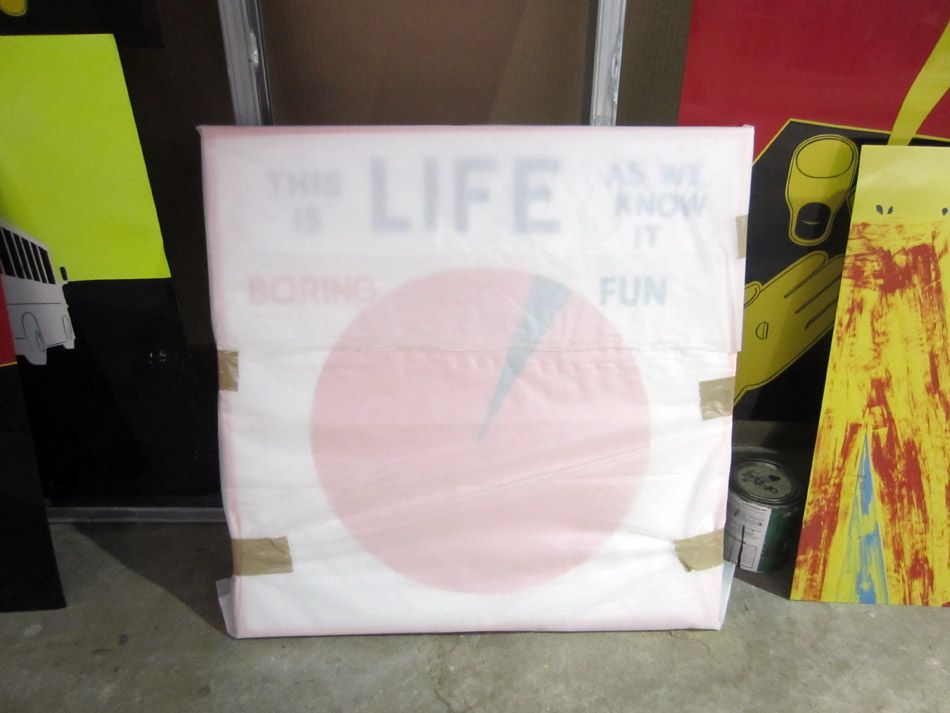 THIS IS
LIFE
AS WE KNOW IT
BORING
FUN